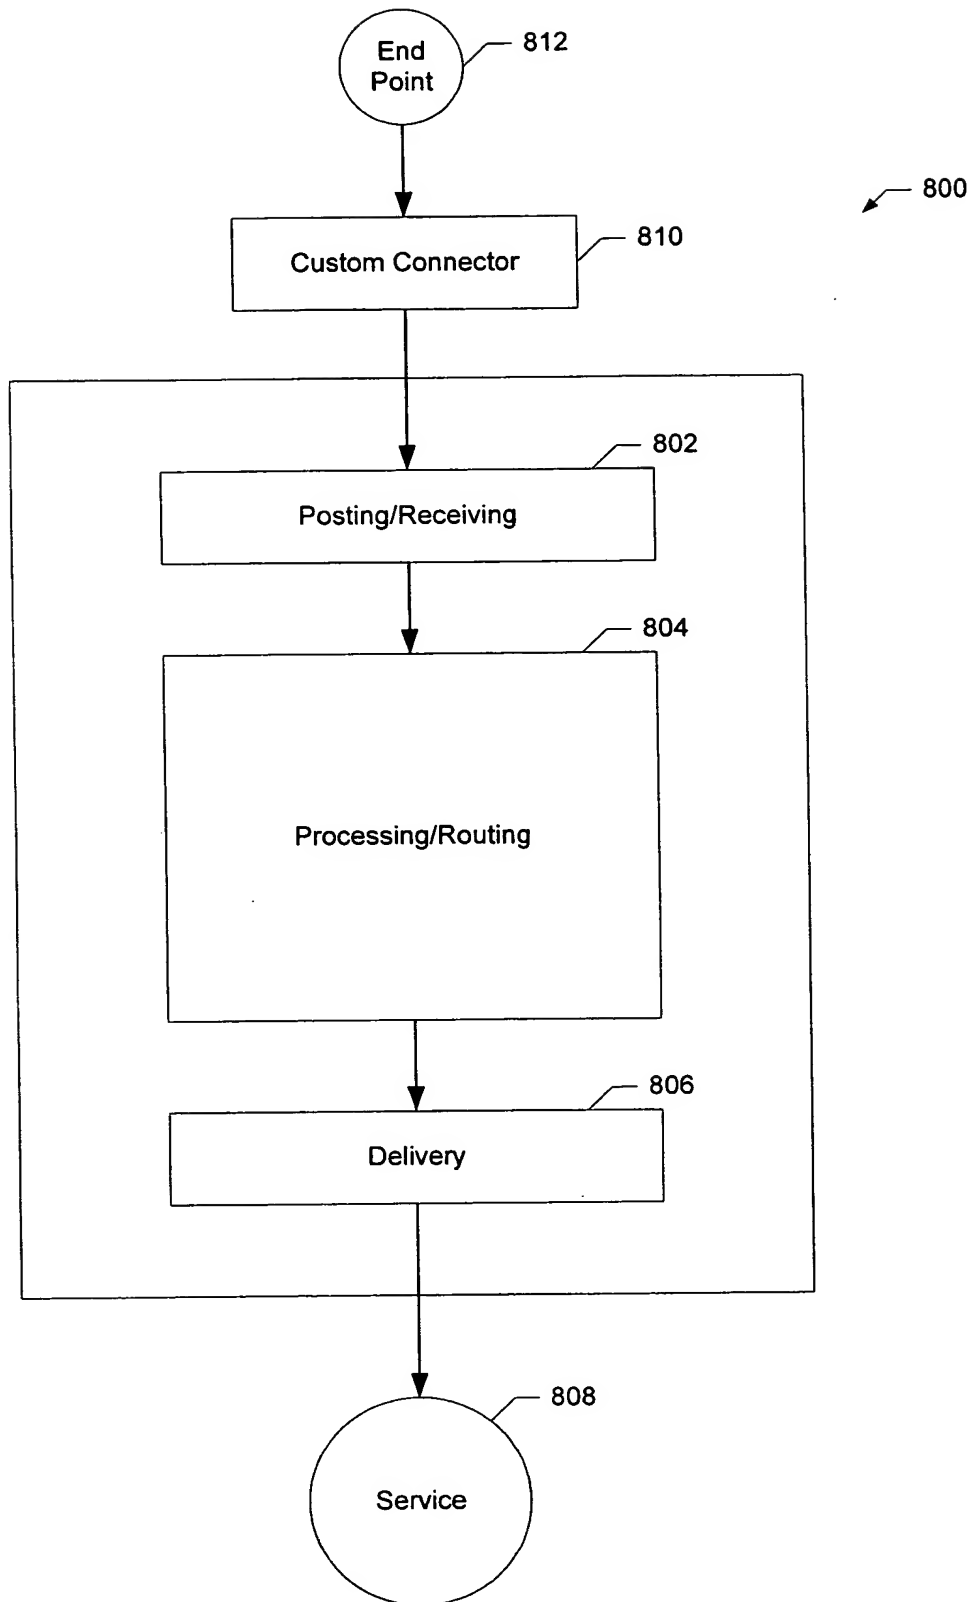 End
Point
812
800
810
Custom Connector
802
Posting/Receiving
804
Processing/Routing
806
Delivery
808
Service